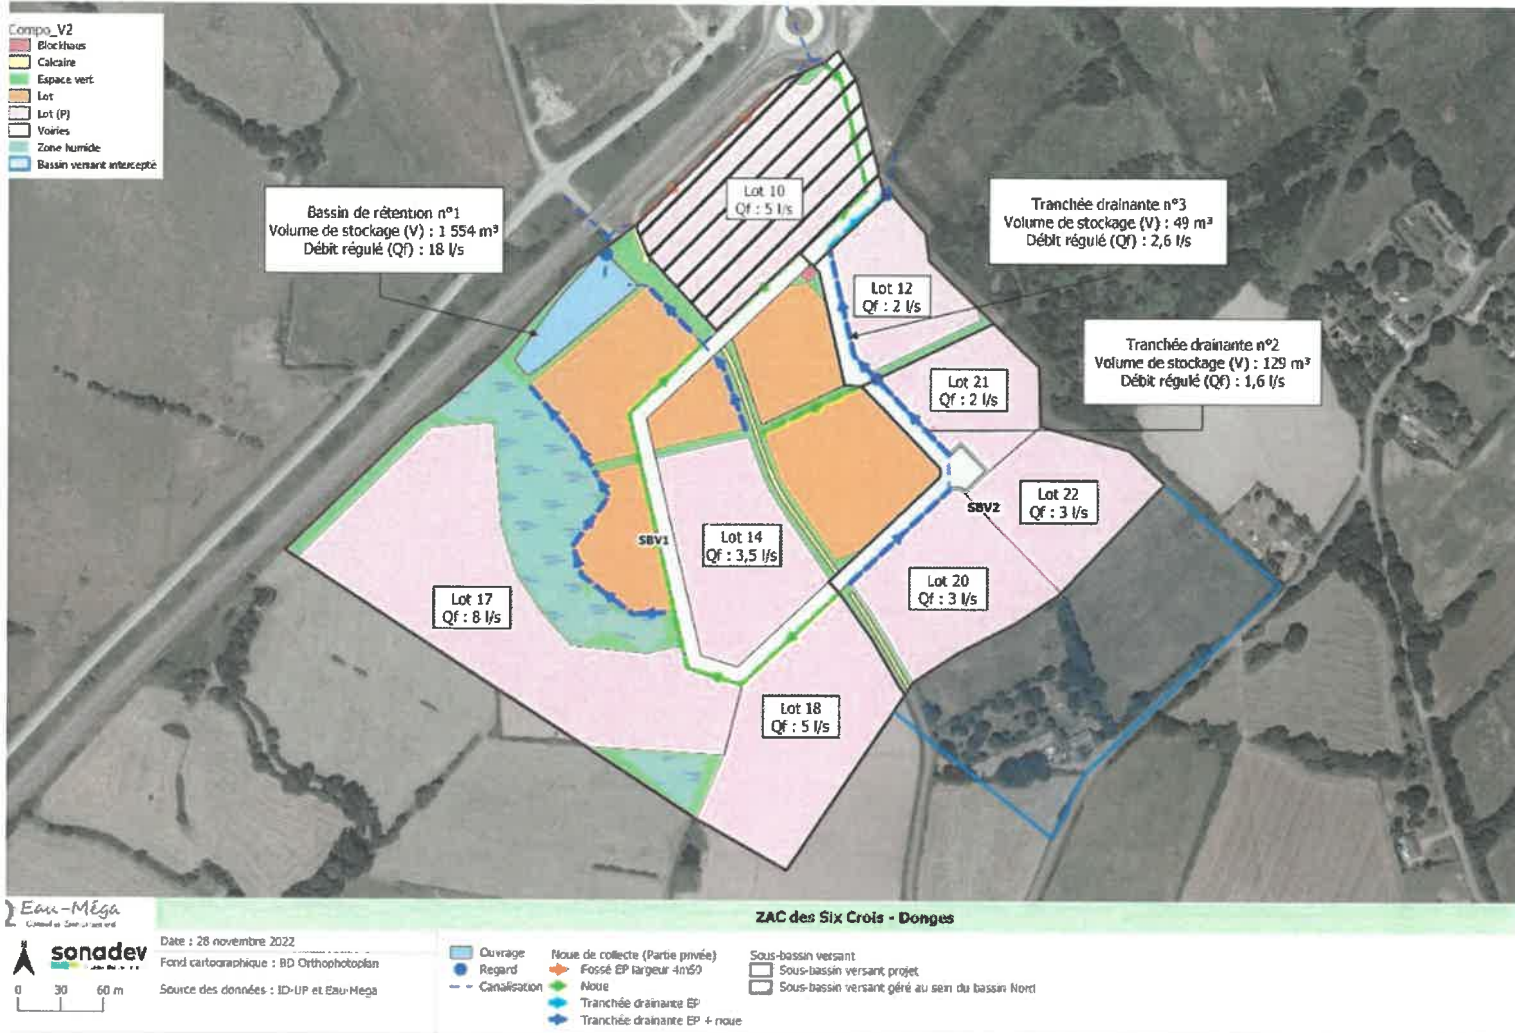 Compo_V2
Blockhaus
Calcaire
Espace vert
Lot
Lot (P)
Voiries
Zone humide
Bassin versant intercepté
Bassin de rétention n°1
Volume de stockage (V) : 1 554 m³
Débit régulé (Qf) : 18 l/s
Lot 10
Qf : 5 l/s
Tranchée drainante n°3
Volume de stockage (V) : 49 m³
Débit régulé (Qf) : 2,6 l/s
Lot 12
Qf : 2 l/s
Tranchée drainante n°2
Volume de stockage (V) : 129 m³
Débit régulé (Qf) : 1,6 l/s
Lot 21
Qf : 2 l/s
Lot 22
Qf : 3 l/s
SBV2
SBV1
Lot 14
Qf : 3,5 l/s
Lot 20
Qf : 3 l/s
Lot 17
Qf : 8 l/s
Lot 18
Qf : 5 l/s
Eau-Méga
ZAC des Six Crois - Donges
sonadev
0 30 60 m
Date : 28 novembre 2022
Fond cartographique : BD Orthophotoplan
Source des données : ID-UP et Eau-Mega
Ouvrage
Regard
Canalisation
Noue de collecte (Partie privée)
Fossé EP largeur 4m50
Noue
Tranchée drainante EP
Tranchée drainante EP + noue
Sous-bassin versant
Sous-bassin versant projet
Sous-bassin versant géré au sein du bassin Nord